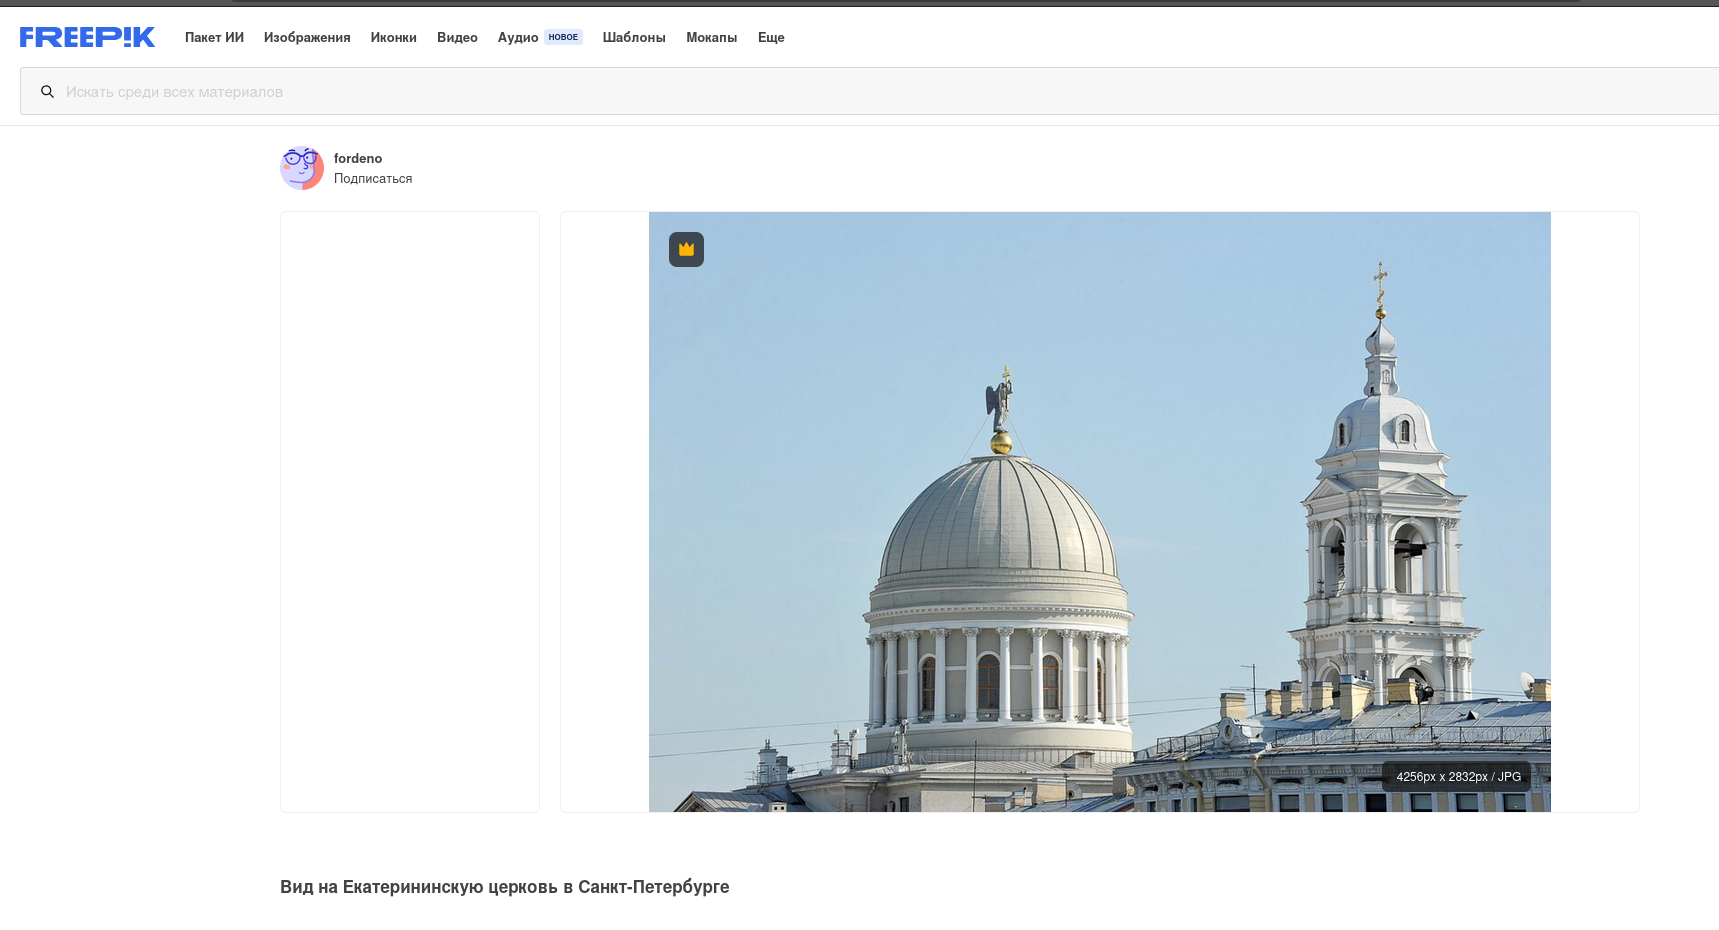 FREEP!K
Пакет ИИ Изображения Иконки Видео Аудио НОВОЕ Шаблоны Мокапы Еще
Искать среди всех материалов
fordeno
Подписаться
4256px x 2832px / JPG
Вид на Екатерининскую церковь в Санкт-Петербурге